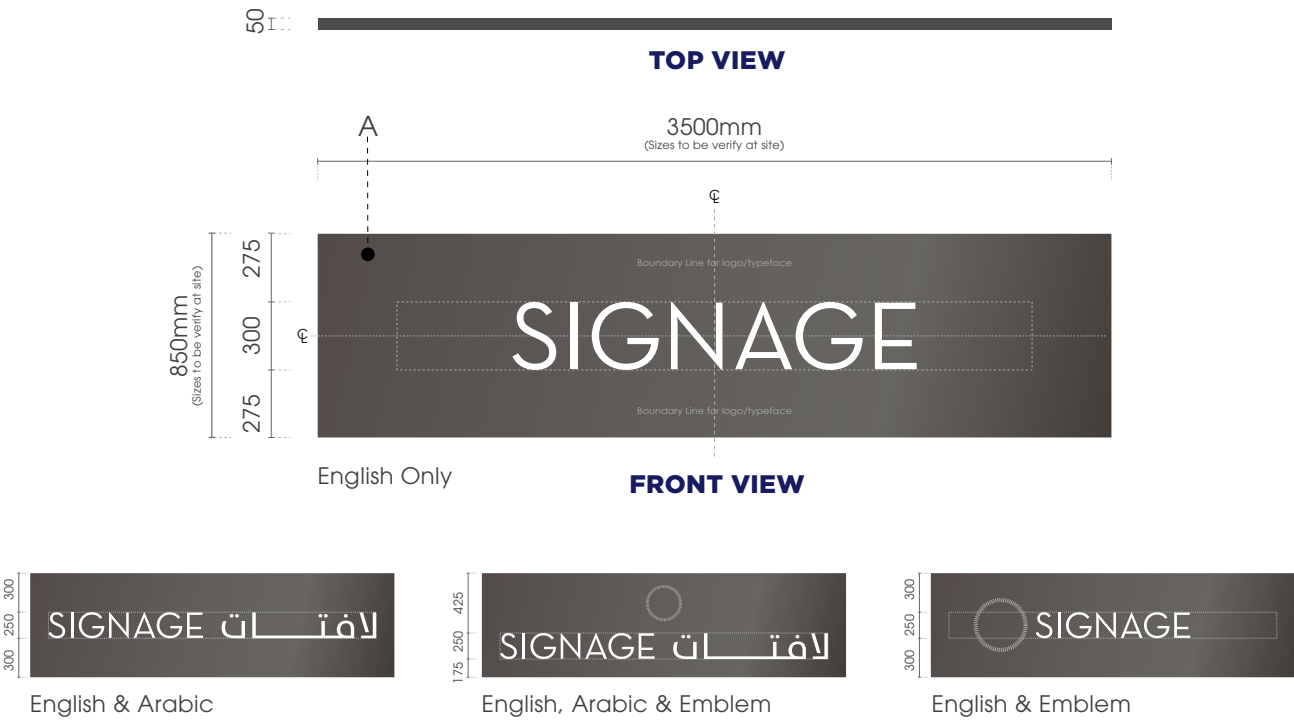 50
TOP VIEW
A
3500mm
(Sizes to be verify at site)
℄
Boundary Line for logo/typeface
SIGNAGE
Boundary Line for logo/typeface
850mm
(Sizes to be verify at site)
275
300
275
℄
English Only
FRONT VIEW
300
250
300
SIGNAGE لافتــــات
English & Arabic
425
250
175
SIGNAGE لافتــــات
English, Arabic & Emblem
300
250
300
SIGNAGE
English & Emblem